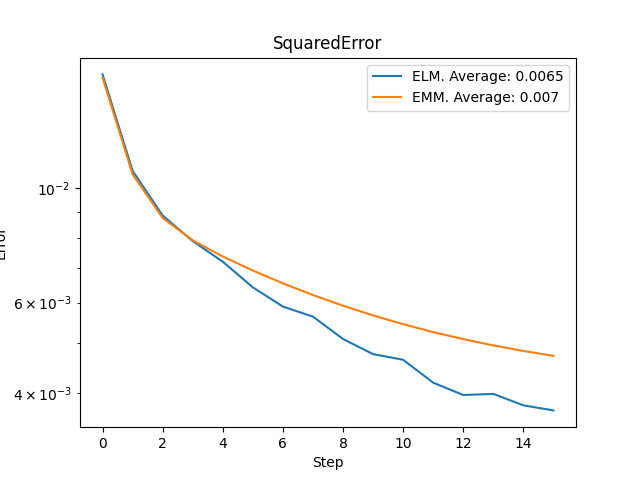 SquaredError
ELM. Average: 0.0065
EMM. Average: 0.007
10⁻²
6 × 10⁻³
4 × 10⁻³
Error
0 2 4 6 8 10 12 14
Step